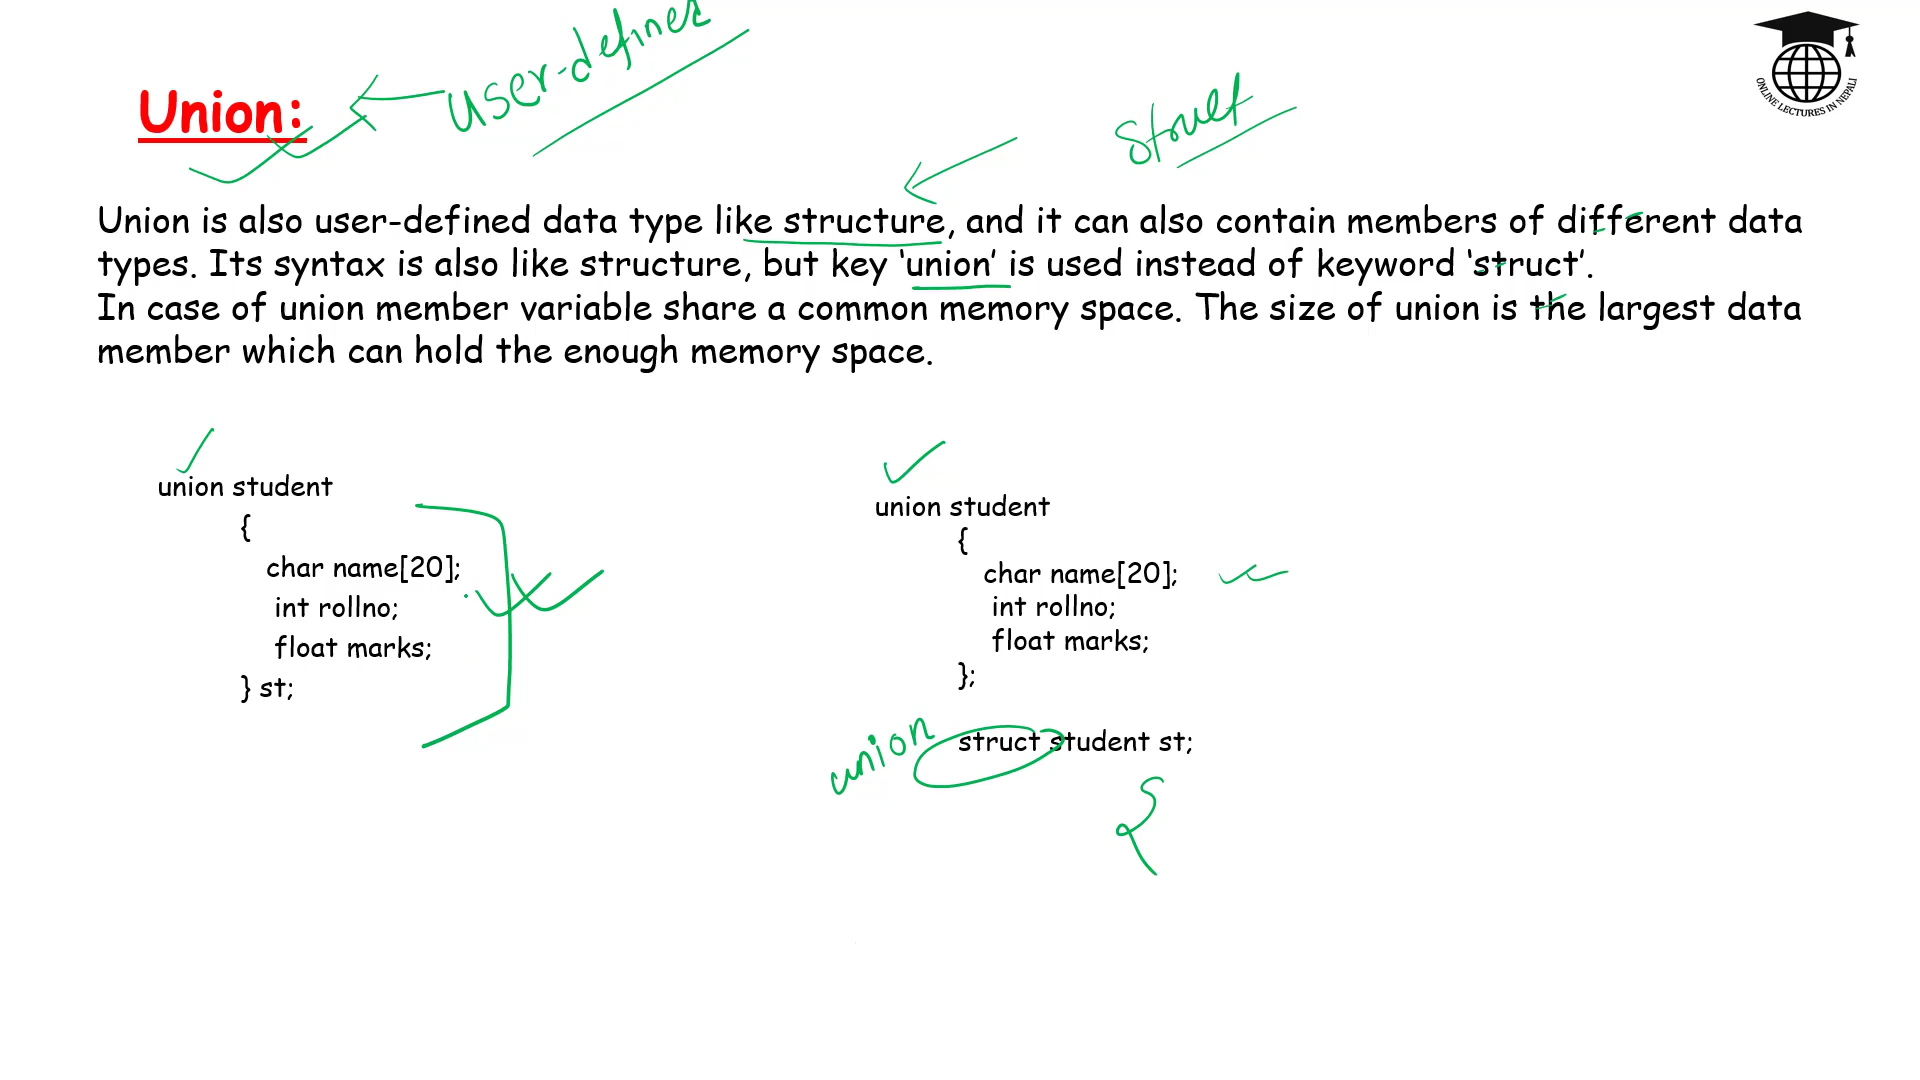 user-defined
Union:
struct
ONLINE LECTURES IN NEPALI
Union is also user-defined data type like structure, and it can also contain members of different data
types. Its syntax is also like structure, but key ‘union’ is used instead of keyword ‘struct’.
In case of union member variable share a common memory space. The size of union is the largest data
member which can hold the enough memory space.
union student
{
char name[20];
int rollno;
float marks;
} st;
union student
{
char name[20];
int rollno;
float marks;
};
union
struct student st;